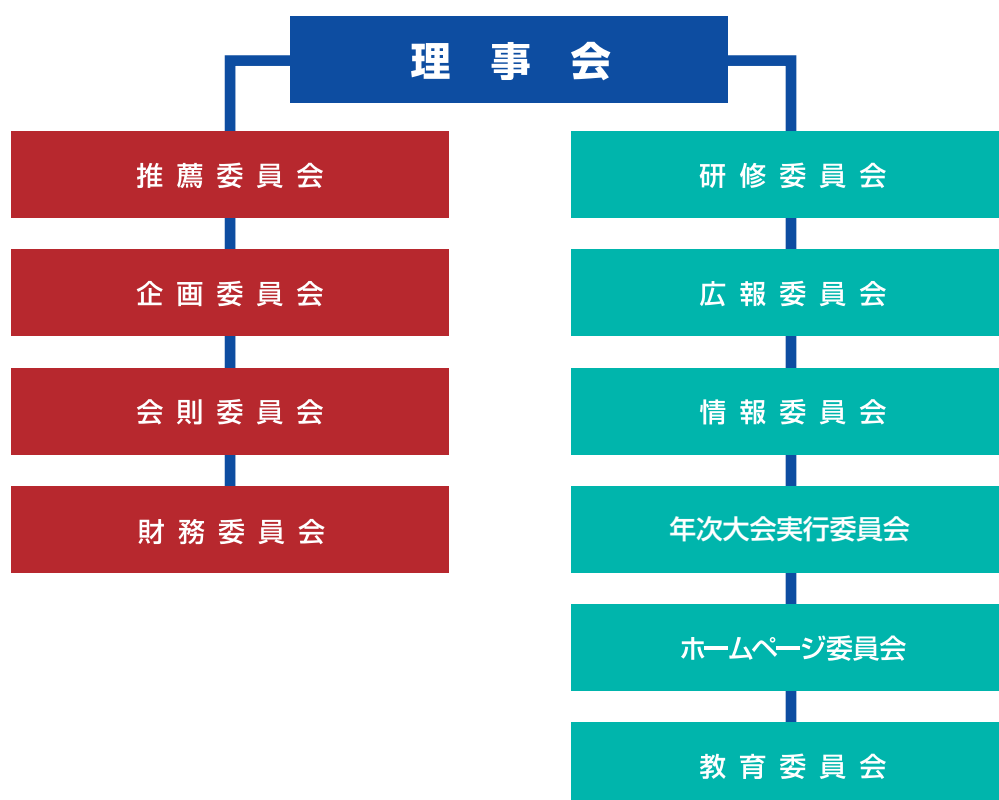 理事会
推薦委員会
企画委員会
会則委員会
財務委員会
研修委員会
広報委員会
情報委員会
年次大会実行委員会
ホームページ委員会
教育委員会